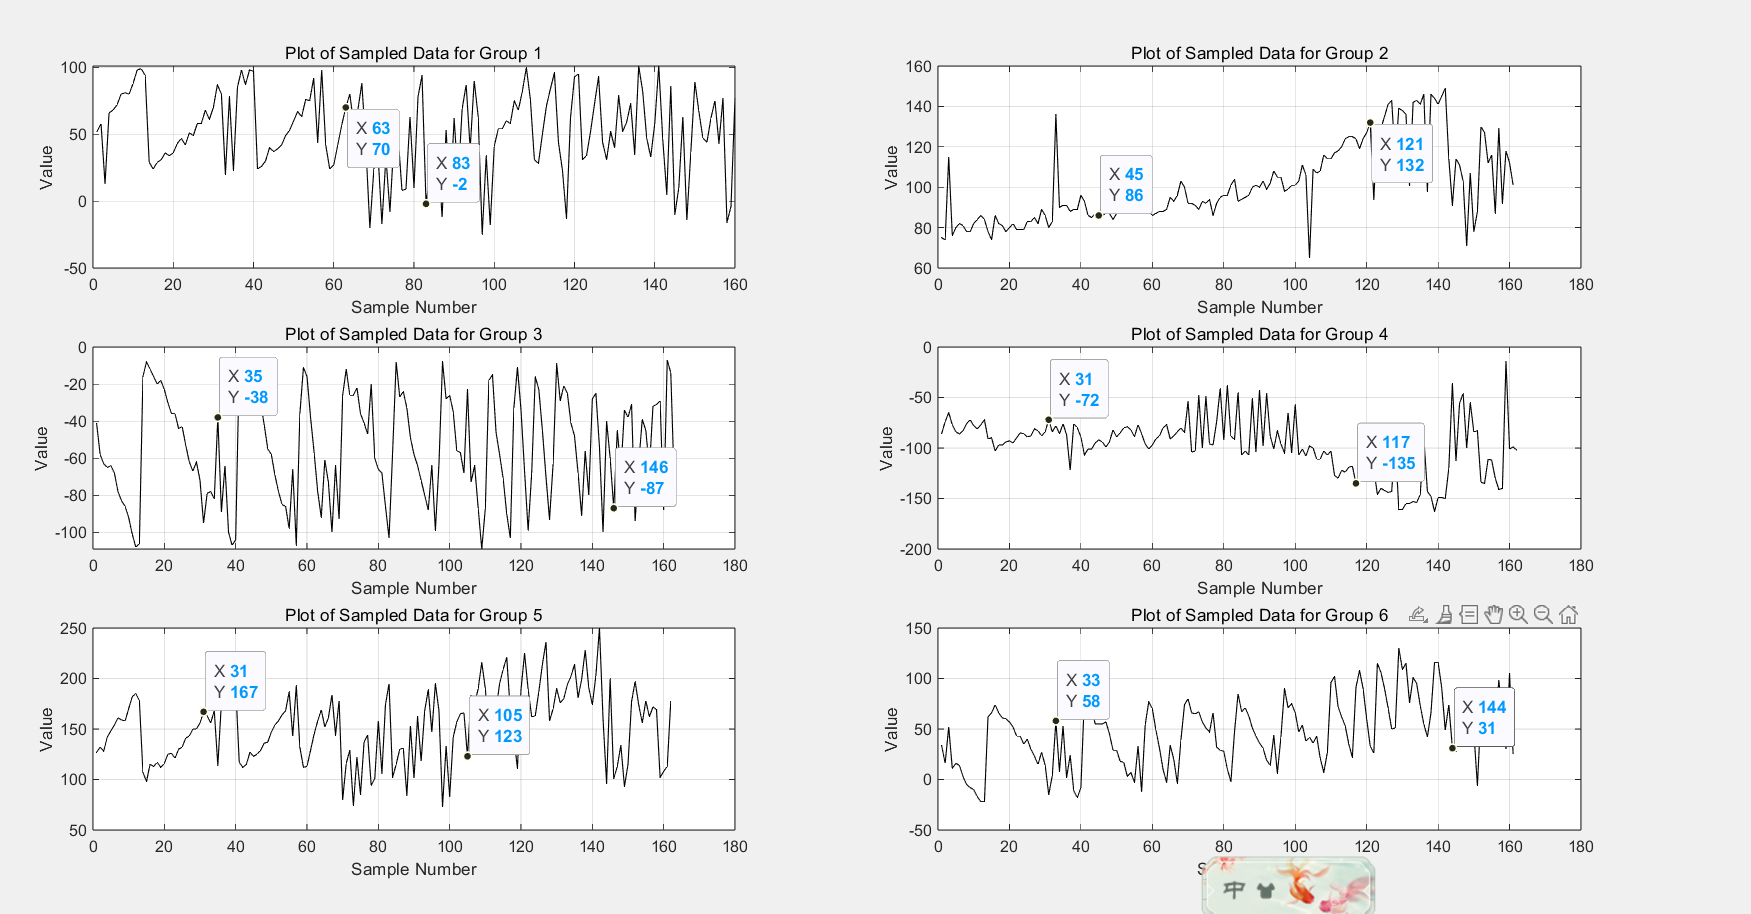 Plot of Sampled Data for Group 1
100
50
0
-50
Value
X 63
Y 70
X 83
Y -2
0 20 40 60 80 100 120 140 160
Sample Number
Plot of Sampled Data for Group 2
160
140
120
100
80
60
Value
X 45
Y 86
X 121
Y 132
0 20 40 60 80 100 120 140 160 180
Sample Number
Plot of Sampled Data for Group 3
0
-20
-40
-60
-80
-100
Value
X 35
Y -38
X 146
Y -87
0 20 40 60 80 100 120 140 160 180
Sample Number
Plot of Sampled Data for Group 4
0
-50
-100
-150
-200
Value
X 31
Y -72
X 117
Y -135
0 20 40 60 80 100 120 140 160 180
Sample Number
Plot of Sampled Data for Group 5
250
200
150
100
50
Value
X 31
Y 167
X 105
Y 123
0 20 40 60 80 100 120 140 160 180
Sample Number
Plot of Sampled Data for Group 6
150
100
50
0
-50
Value
X 33
Y 58
X 144
Y 31
0 20 40 60 80 100 120 140 160 180
中